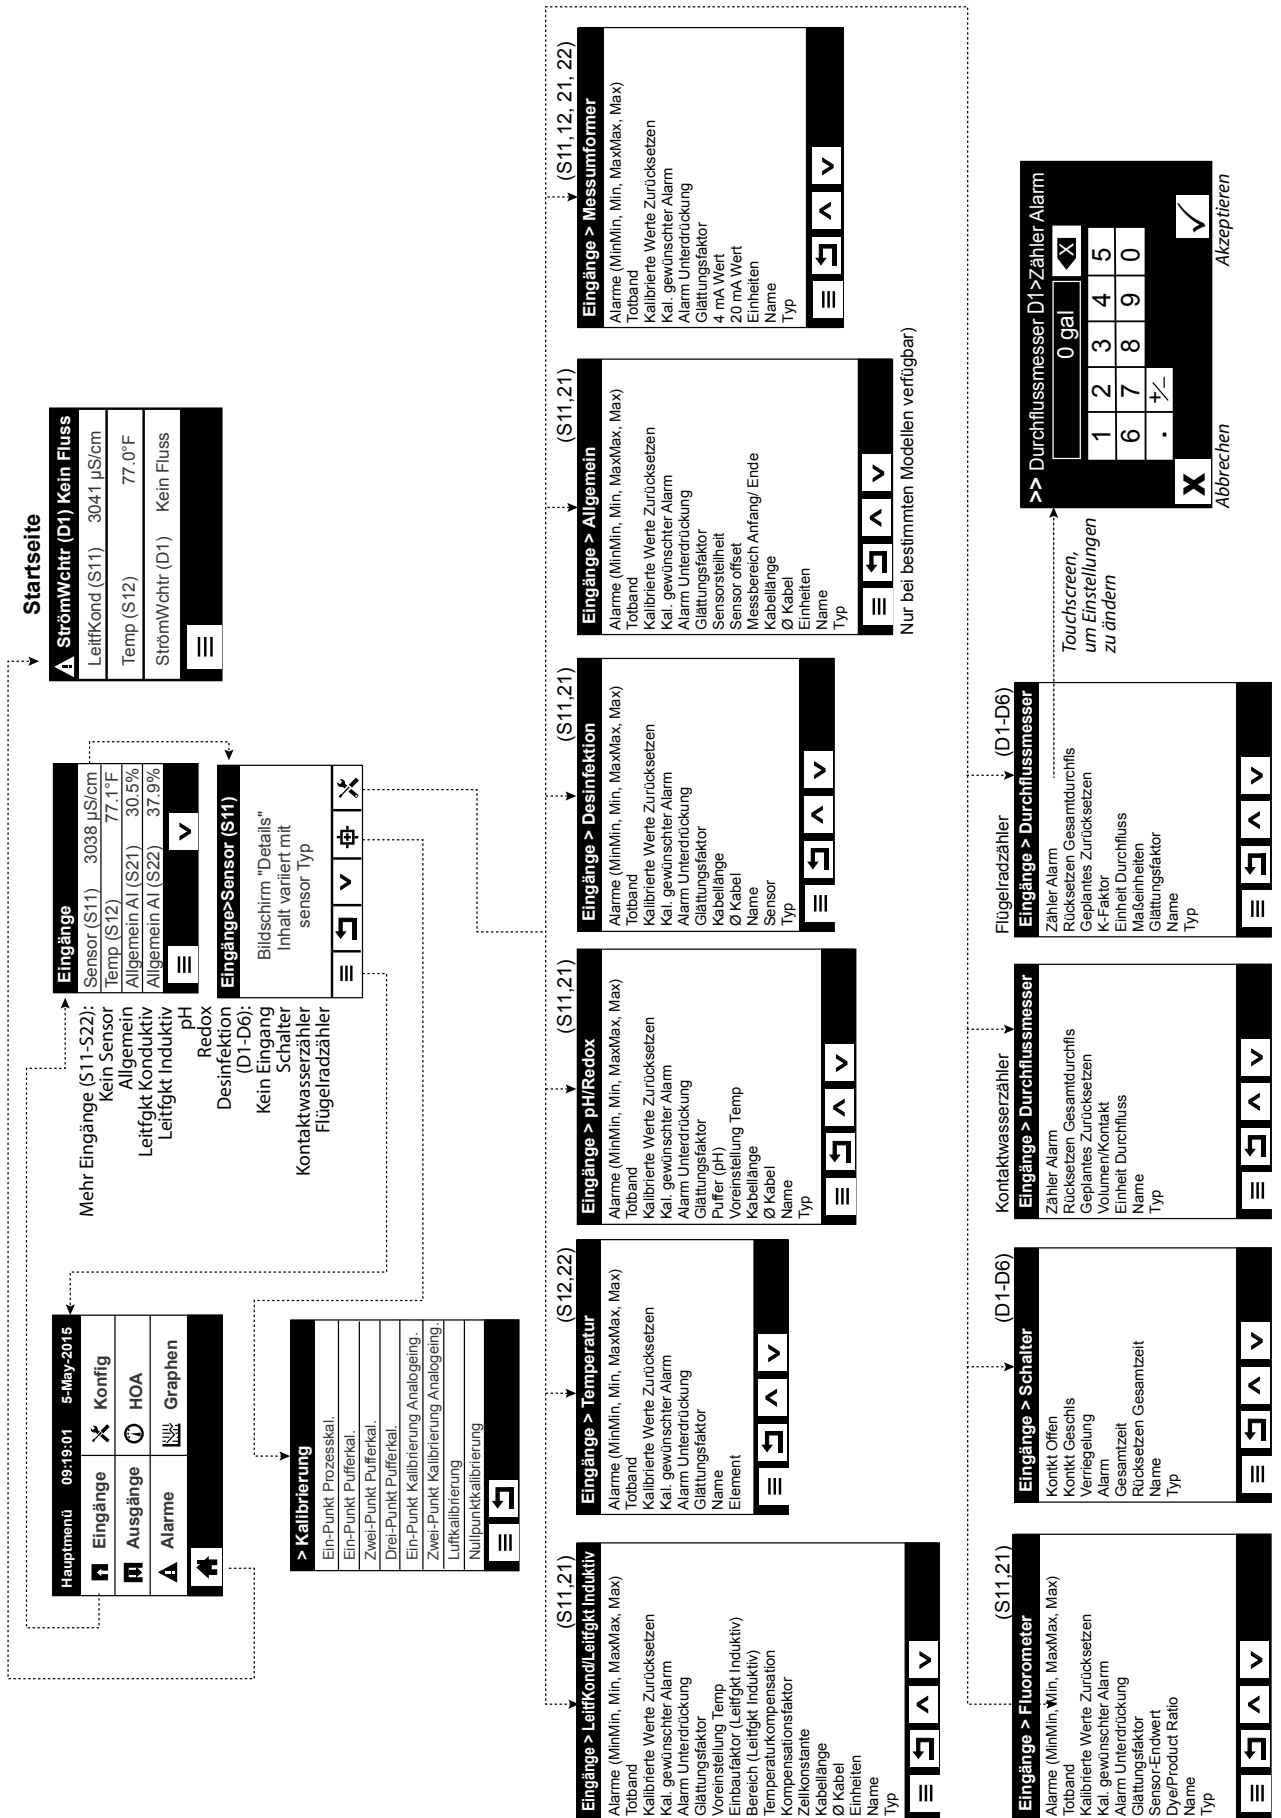 Hauptmenü 09:19:01 5-May-2015
Eingänge Konfig
Ausgänge HOA
Alarme Graphen
Mehr Eingänge (S11-S22):
Kein Sensor
Allgemein
Leitfgkt Konduktiv
Leitfgkt Induktiv
pH
Redox
Desinfektion
(D1-D6):
Kein Eingang
Schalter
Kontaktwasserzähler
Flügelradzähler
Eingänge
Sensor (S11) 3038 µS/cm
Temp (S12) 77.1°F
Allgemein AI (S21) 30.5%
Allgemein AI (S22) 37.9%
Startseite
StrömWchtr (D1) Kein Fluss
LeitfKond (S11) 3041 µS/cm
Temp (S12) 77.0°F
StrömWchtr (D1) Kein Fluss
Eingänge>Sensor (S11)
Bildschirm "Details"
Inhalt variiert mit
sensor Typ
> Kalibrierung
Ein-Punkt Prozesskal.
Ein-Punkt Pufferkal.
Zwei-Punkt Pufferkal.
Drei-Punkt Pufferkal.
Ein-Punkt Kalibrierung Analogeing.
Zwei-Punkt Kalibrierung Analogeing.
Luftkalibrierung
Nullpunktkalibrierung
(S11,21)
Eingänge > LeitfKond/Leitfgkt Induktiv
Alarme (MinMin, Min, MaxMax, Max)
Totband
Kalibrierte Werte Zurücksetzen
Kal. gewünschter Alarm
Alarm Unterdrückung
Glättungsfaktor
Voreinstellung Temp
Einbaufaktor (Leitfgkt Induktiv)
Bereich (Leitfgkt Induktiv)
Temperaturkompensation
Kompensationsfaktor
Zellkonstante
Kabellänge
Ø Kabel
Einheiten
Name
Typ
(S12,22)
Eingänge > Temperatur
Alarme (MinMin, Min, MaxMax, Max)
Totband
Kalibrierte Werte Zurücksetzen
Kal. gewünschter Alarm
Alarm Unterdrückung
Glättungsfaktor
Name
Element
(S11,21)
Eingänge > pH/Redox
Alarme (MinMin, Min, MaxMax, Max)
Totband
Kalibrierte Werte Zurücksetzen
Kal. gewünschter Alarm
Alarm Unterdrückung
Glättungsfaktor
Puffer (pH)
Voreinstellung Temp
Kabellänge
Ø Kabel
Name
Typ
(S11,21)
Eingänge > Desinfektion
Alarme (MinMin, Min, MaxMax, Max)
Totband
Kalibrierte Werte Zurücksetzen
Kal. gewünschter Alarm
Alarm Unterdrückung
Glättungsfaktor
Kabellänge
Ø Kabel
Name
Sensor
Typ
(S11,21)
Eingänge > Allgemein
Alarme (MinMin, Min, MaxMax, Max)
Totband
Kalibrierte Werte Zurücksetzen
Kal. gewünschter Alarm
Alarm Unterdrückung
Glättungsfaktor
Sensorsteilheit
Sensor offset
Messbereich Anfang/ Ende
Kabellänge
Ø Kabel
Einheiten
Name
Typ
Nur bei bestimmten Modellen verfügbar)
(S11,12, 21, 22)
Eingänge > Messumformer
Alarme (MinMin, Min, MaxMax, Max)
Totband
Kalibrierte Werte Zurücksetzen
Kal. gewünschter Alarm
Alarm Unterdrückung
Glättungsfaktor
4 mA Wert
20 mA Wert
Einheiten
Name
Typ
(S11,21)
Eingänge > Fluorometer
Alarme (MinMin, Min, MaxMax, Max)
Totband
Kalibrierte Werte Zurücksetzen
Kal. gewünschter Alarm
Alarm Unterdrückung
Glättungsfaktor
Sensor-Endwert
Dye/Product Ratio
Name
Typ
(D1-D6)
Eingänge > Schalter
Kontkt Offen
Kontkt Geschls
Verriegelung
Alarm
Gesamtzeit
Rücksetzen Gesamtzeit
Name
Typ
Kontaktwasserzähler
Eingänge > Durchflussmesser
Zähler Alarm
Rücksetzen Gesamtdurchfls
Geplantes Zurücksetzen
Volumen/Kontakt
Einheit Durchfluss
Name
Typ
Flügelradzähler (D1-D6)
Eingänge > Durchflussmesser
Zähler Alarm
Rücksetzen Gesamtdurchfls
Geplantes Zurücksetzen
K-Faktor
Einheit Durchfluss
Maßeinheiten
Glättungsfaktor
Name
Typ
Touchscreen,
um Einstellungen
zu ändern
>> Durchflussmesser D1>Zähler Alarm
0 gal X
1 2 3 4 5
6 7 8 9 0
. +/−
X
Abbrechen Akzeptieren